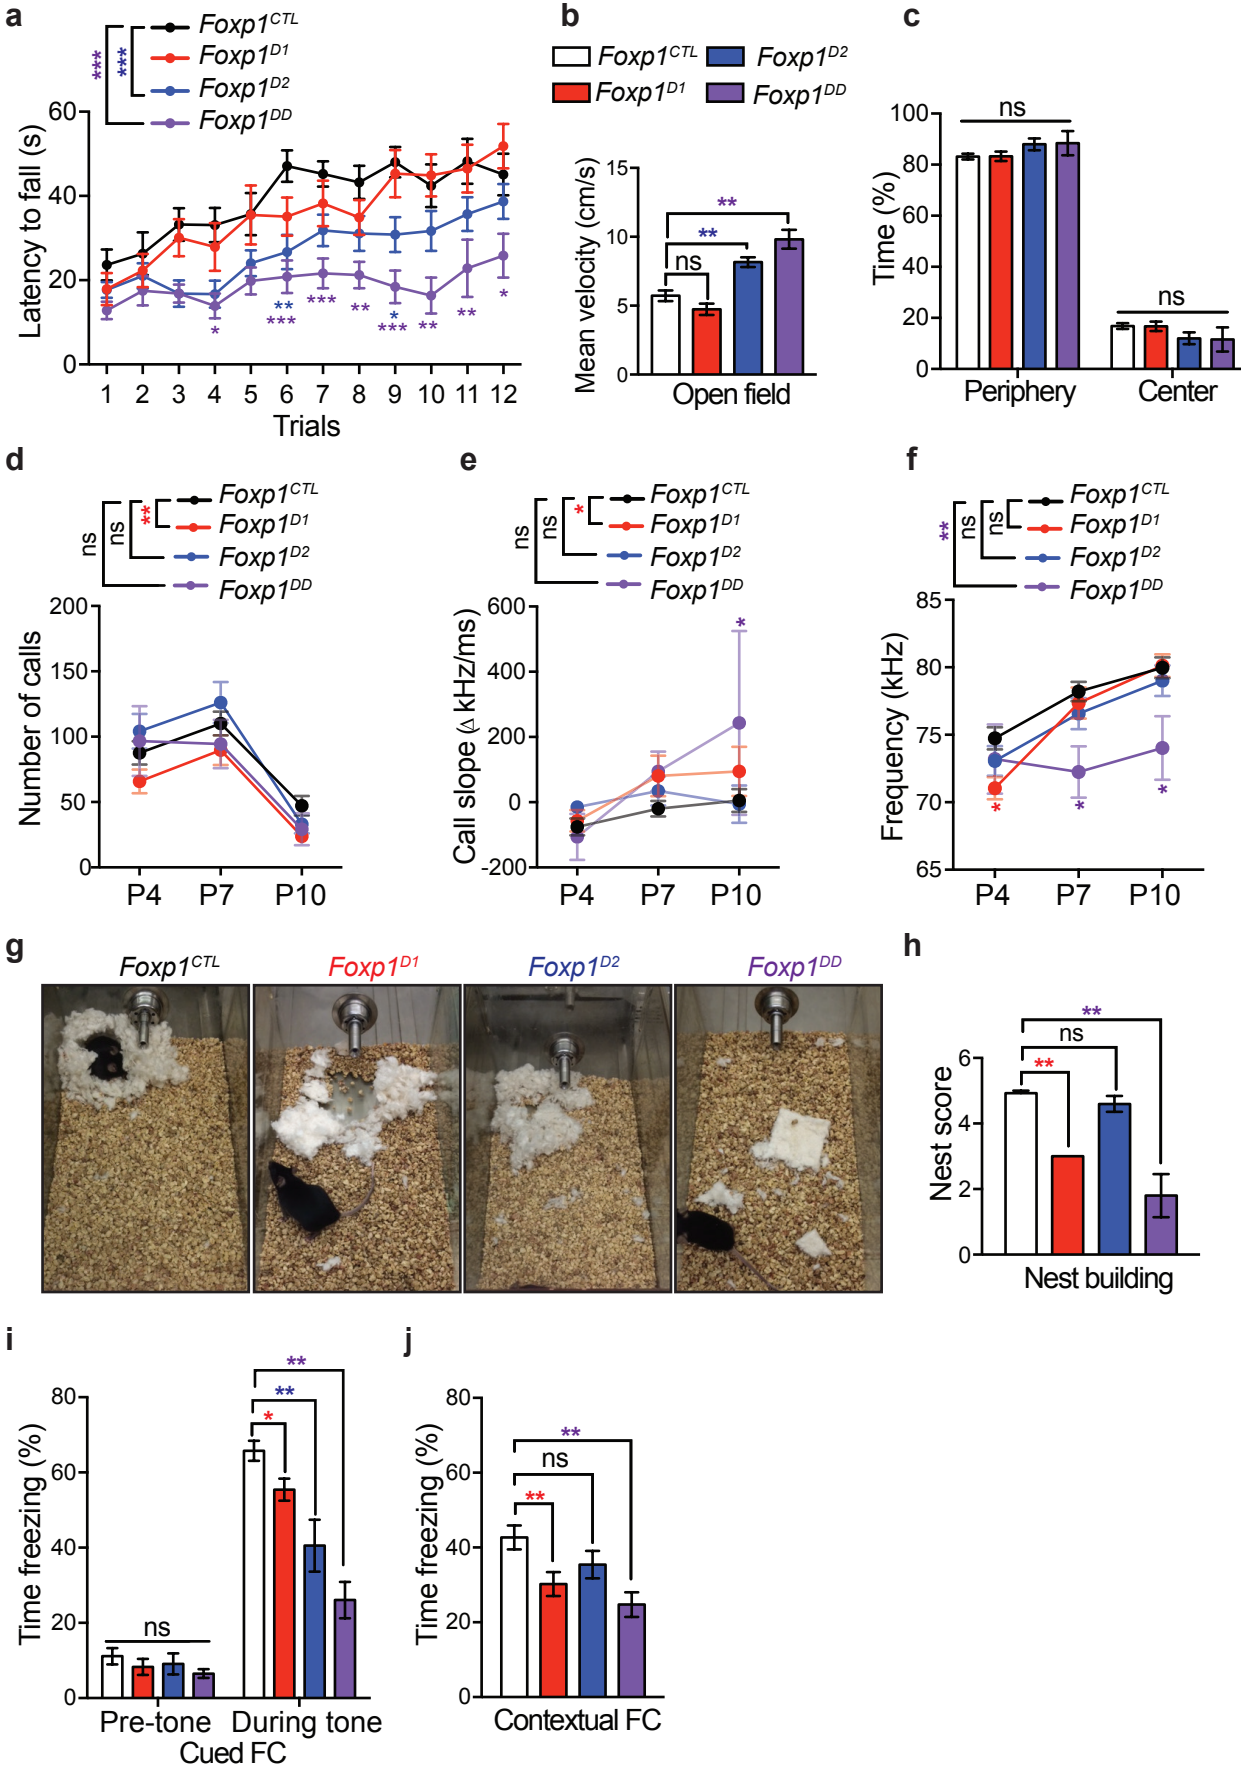 a
Foxp1CTL
Foxp1D1
Foxp1D2
Foxp1DD
***
***
Latency to fall (s)
60
40
20
0
**
*
***
***
**
***
**
**
*
*
1 2 3 4 5 6 7 8 9 10 11 12
Trials
b
Foxp1CTL
Foxp1D2
Foxp1D1
Foxp1DD
Mean velocity (cm/s)
15
10
5
0
**
**
ns
Open field
c
Time (%)
100
80
60
40
20
0
ns
ns
Periphery
Center
d
ns
ns
**
Foxp1CTL
Foxp1D1
Foxp1D2
Foxp1DD
Number of calls
200
150
100
50
0
P4 P7 P10
e
ns
ns
*
Foxp1CTL
Foxp1D1
Foxp1D2
Foxp1DD
Call slope (Δ kHz/ms)
600
400
200
0
-200
*
P4 P7 P10
f
**
ns
ns
Foxp1CTL
Foxp1D1
Foxp1D2
Foxp1DD
Frequency (kHz)
85
80
75
70
65
*
*
*
P4 P7 P10
g
Foxp1CTL
Foxp1D1
Foxp1D2
Foxp1DD
h
Nest score
6
4
2
0
**
ns
**
Nest building
i
Time freezing (%)
80
60
40
20
0
ns
**
**
*
Pre-tone
During tone
Cued FC
j
Time freezing (%)
80
60
40
20
0
**
ns
**
Contextual FC